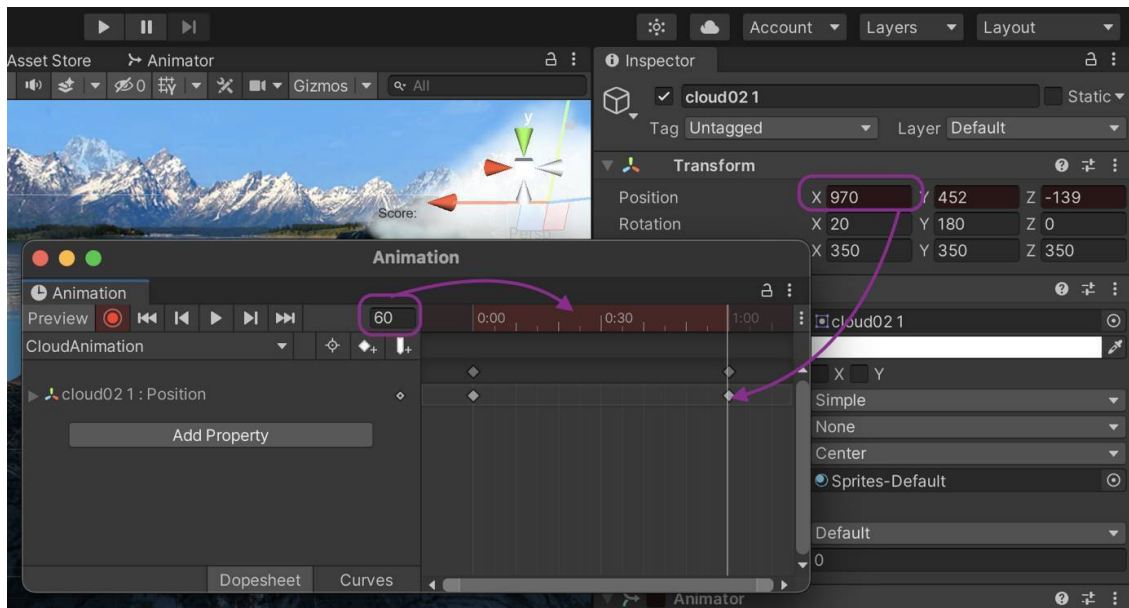 Account Layers Layout
Asset Store Animator
Inspector
0 Gizmos All
cloud02 1 Static
Tag Untagged Layer Default
y
Transform
Position X 970 Y 452 Z -139
Score:
Persp
Rotation X 20 Y 180 Z 0
X 350 Y 350 Z 350
Animation
Animation
Preview 60 0:00 0:30 1:00
cloud02 1
CloudAnimation
X Y
cloud02 1 : Position
Simple
Add Property
None
Center
Sprites-Default
Default
0
Dopesheet Curves
Animator